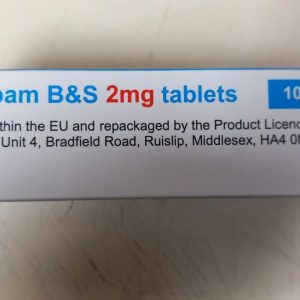 pam B&S 2mg tablets 10
thin the EU and repackaged by the Product Licenc
Unit 4, Bradfield Road, Ruislip, Middlesex, HA4 0N